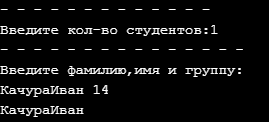 - - - - - - - - - - - - -
Введите кол-во студентов:1
- - - - - - - - - - - - - - -
Введите фамилию,имя и группу:
КачураИван 14
КачураИван